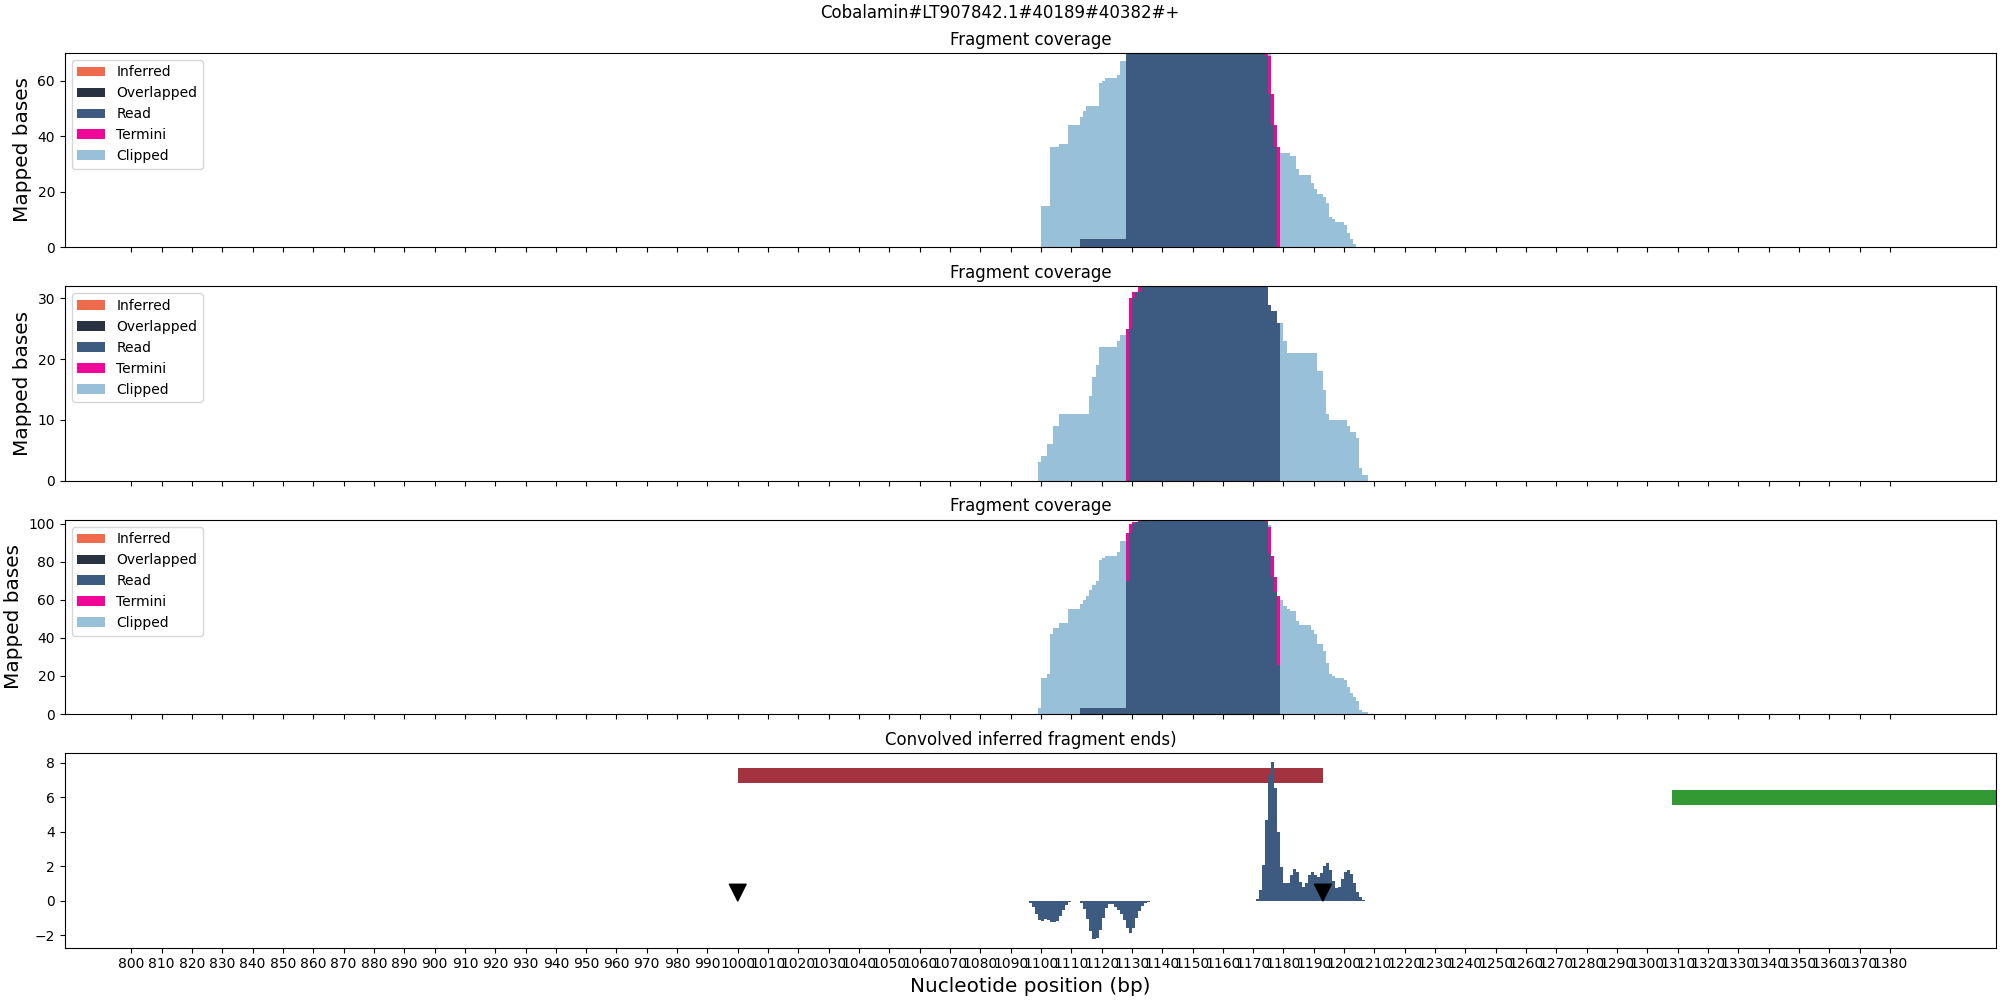 Cobalamin#LT907842.1#40189#40382#+
Fragment coverage
Mapped bases
60
40
20
0
Inferred
Overlapped
Read
Termini
Clipped
Fragment coverage
Mapped bases
30
20
10
0
Inferred
Overlapped
Read
Termini
Clipped
Fragment coverage
Mapped bases
100
80
60
40
20
0
Inferred
Overlapped
Read
Termini
Clipped
Convolved inferred fragment ends)
8
6
4
2
0
−2
800 810 820 830 840 850 860 870 880 890 900 910 920 930 940 950 960 970 980 990 1000 1010 1020 1030 1040 1050 1060 1070 1080 1090 1100 1110 1120 1130 1140 1150 1160 1170 1180 1190 1200 1210 1220 1230 1240 1250 1260 1270 1280 1290 1300 1310 1320 1330 1340 1350 1360 1370 1380
Nucleotide position (bp)